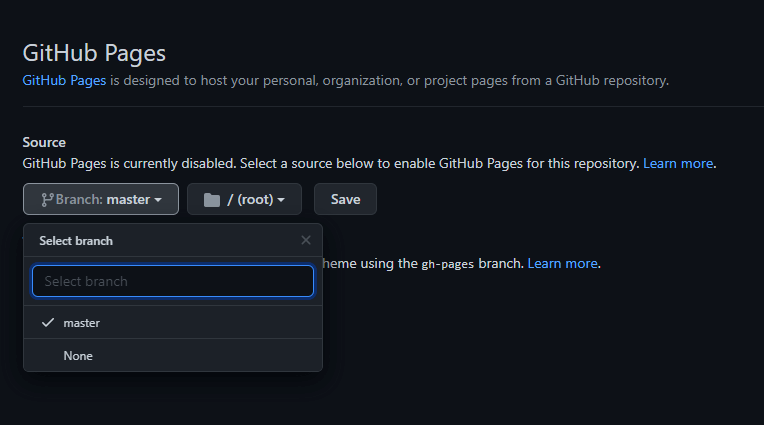 GitHub Pages
GitHub Pages is designed to host your personal, organization, or project pages from a GitHub repository.
Source
GitHub Pages is currently disabled. Select a source below to enable GitHub Pages for this repository. Learn more.
Branch: master
/ (root)
Save
Select branch
heme using the gh-pages branch. Learn more.
Select branch
master
None